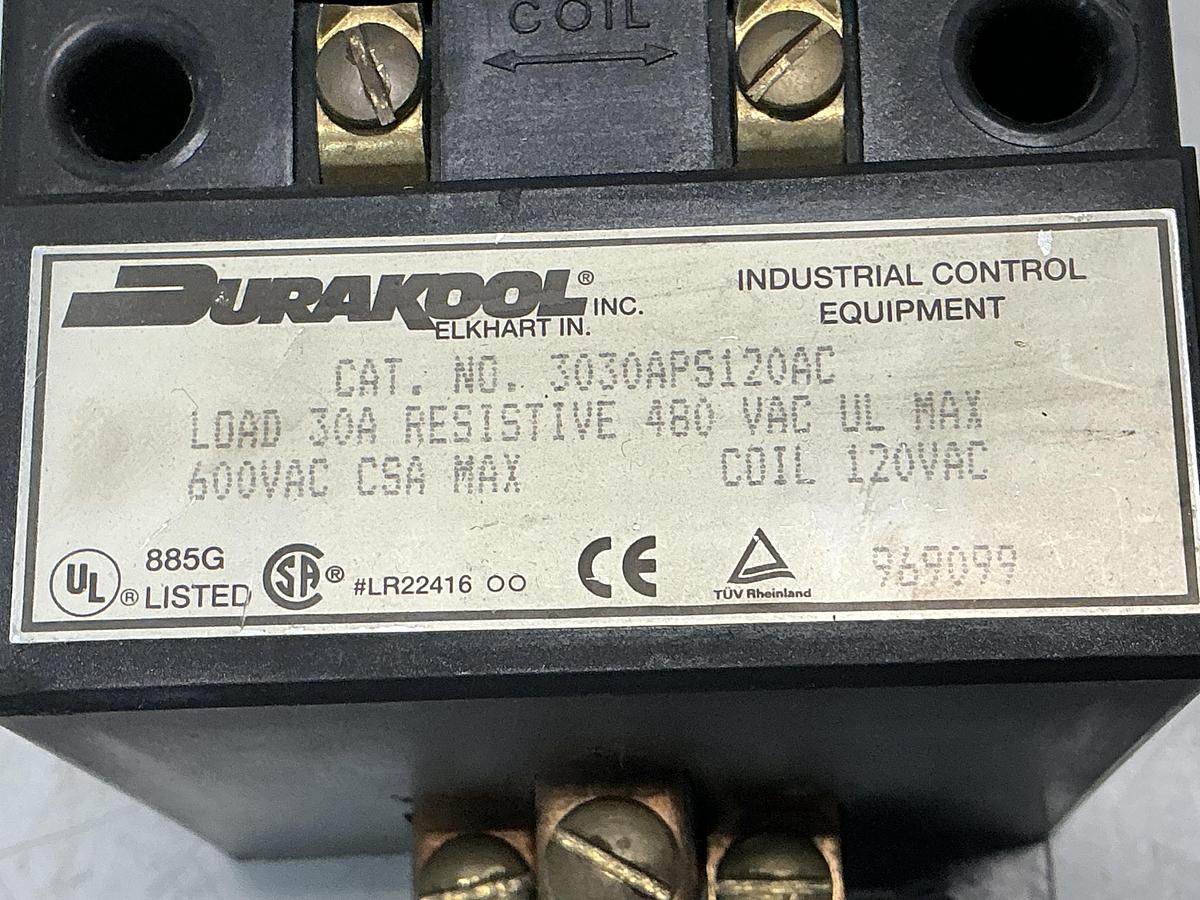 COIL
DURAKOOL® INC.
ELKHART IN.
INDUSTRIAL CONTROL
EQUIPMENT
CAT. NO. 3030APS120AC
LOAD 30A RESISTIVE 480 VAC UL MAX
600VAC CSA MAX COIL 120VAC
UL ® 885G
LISTED
SA ® #LR22416
CE
TÜV Rheinland
969099